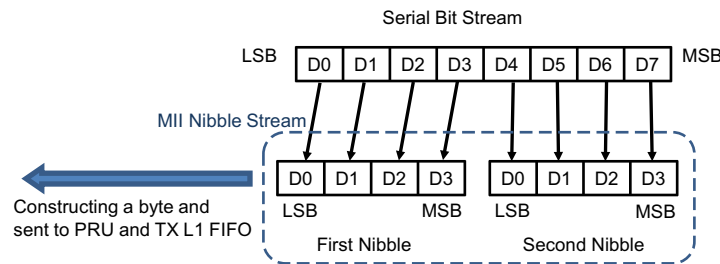 Serial Bit Stream
LSB D0 D1 D2 D3 D4 D5 D6 D7 MSB
MII Nibble Stream
D0 D1 D2 D3 D0 D1 D2 D3
Constructing a byte and
sent to PRU and TX L1 FIFO
LSB MSB LSB MSB
First Nibble Second Nibble